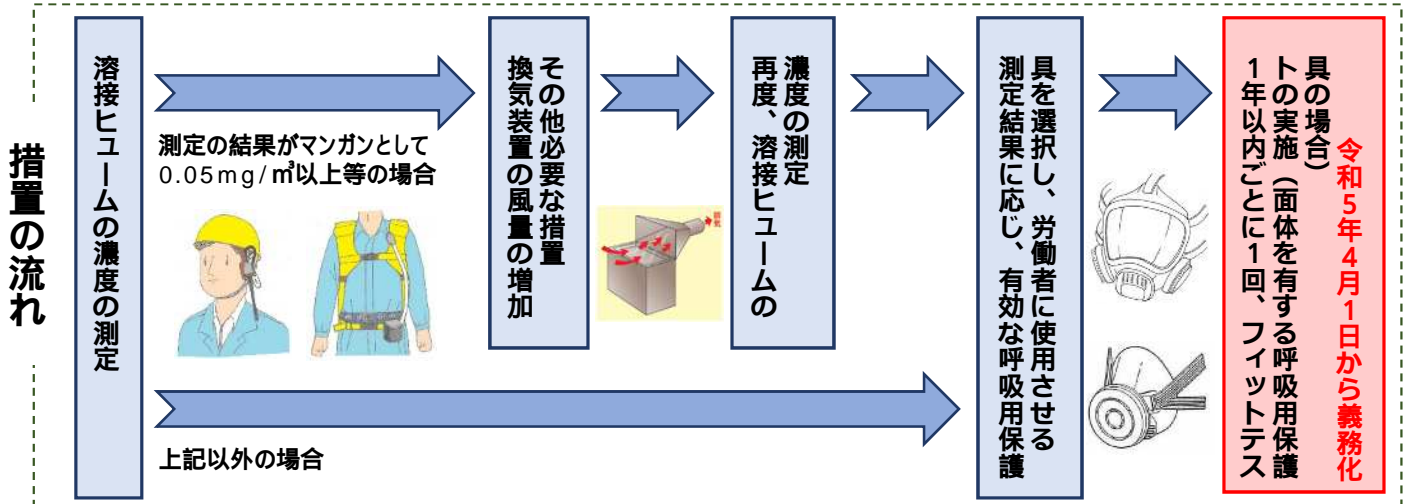 措置の流れ
溶接ヒュームの濃度の測定
測定の結果がマンガンとして
0.05mg/㎥以上等の場合
上記以外の場合
換気装置の風量の増加
その他必要な措置
再度、溶接ヒュームの
濃度の測定
測定結果に応じ、有効な呼吸用保護
具を選択し、労働者に使用させる
1年以内ごとに1回、フィットテス
トの実施（面体を有する呼吸用保護
具の場合）
令和5年4月1日から義務化